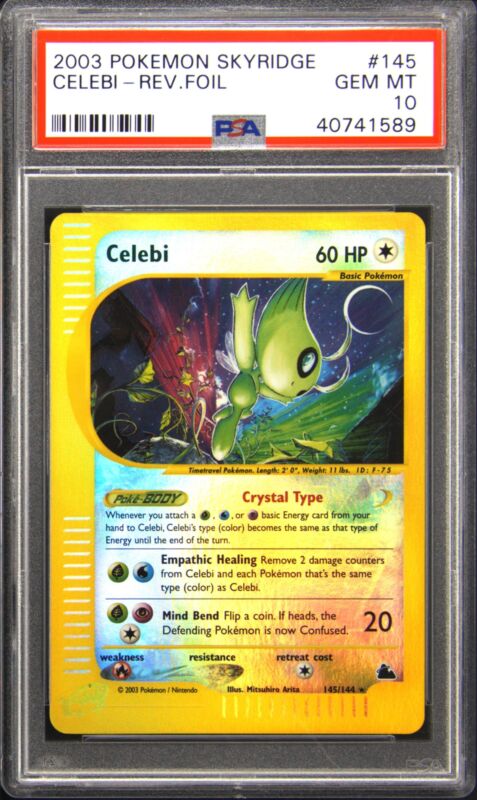 2003 POKEMON SKYRIDGE #145
CELEBI - REV.FOIL GEM MT
10
PSA 40741589
Celebi 60 HP
Basic Pokémon
Timetravel Pokémon. Length: 2' 0", Weight: 11 lbs. ID: F-75
Poké-BODY Crystal Type
Whenever you attach a , , or basic Energy card from your
hand to Celebi, Celebi's type (color) becomes the same as that type of
Energy until the end of the turn.
Empathic Healing Remove 2 damage counters
from Celebi and each Pokémon that's the same
type (color) as Celebi.
Mind Bend Flip a coin. If heads, the
Defending Pokémon is now Confused. 20
weakness resistance retreat cost
© 2003 Pokémon / Nintendo Illus. Mitsuhiro Arita 145/144 ★
PSA